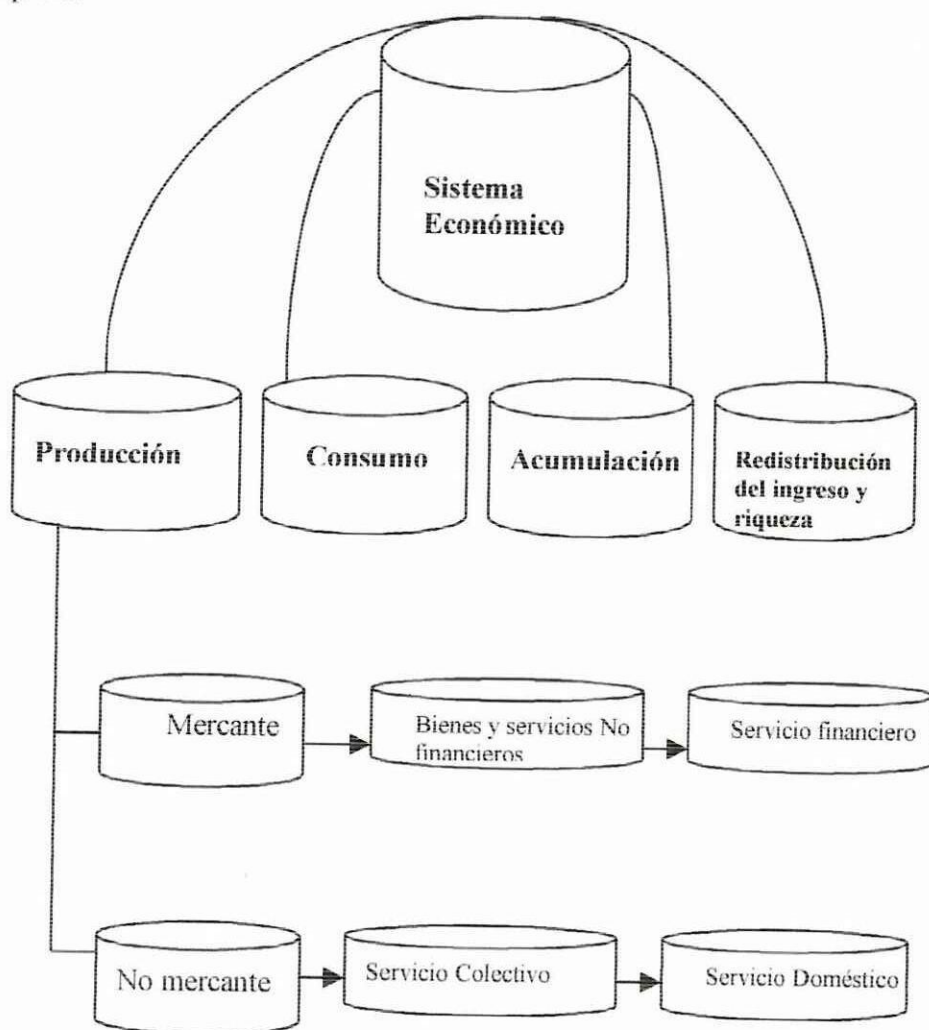 Sistema
Económico
Producción
Consumo
Acumulación
Redistribución
del ingreso y
riqueza
Mercante
Bienes y servicios No
financieros
Servicio financiero
No mercante
Servicio Colectivo
Servicio Doméstico